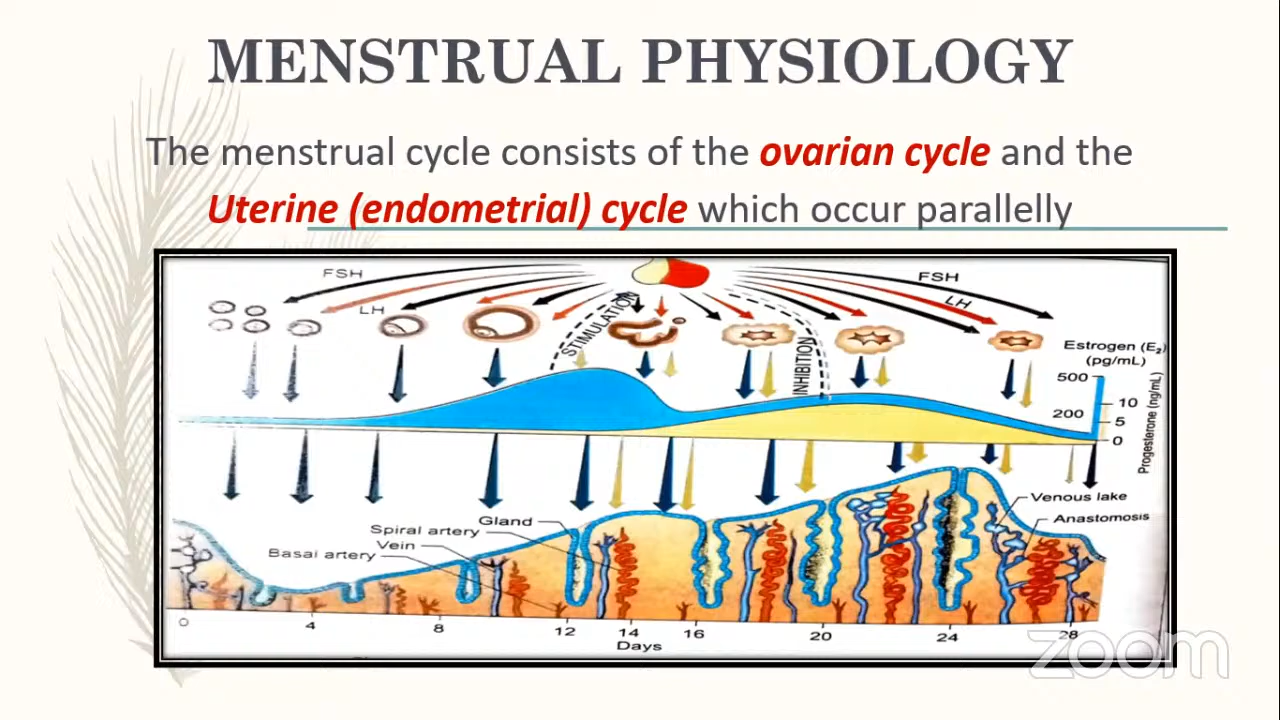 MENSTRUAL PHYSIOLOGY
The menstrual cycle consists of the ovarian cycle and the
Uterine (endometrial) cycle which occur parallelly
FSH
LH
STIMULATION
INHIBITION
FSH
LH
Estrogen (E2)
(pg/mL)
500
200
10
5
0
Progesterone (ng/mL)
Gland
Spiral artery
Vein
Basal artery
Venous lake
Anastomosis
0
4
8
12
14
16
20
24
28
Days
zoom